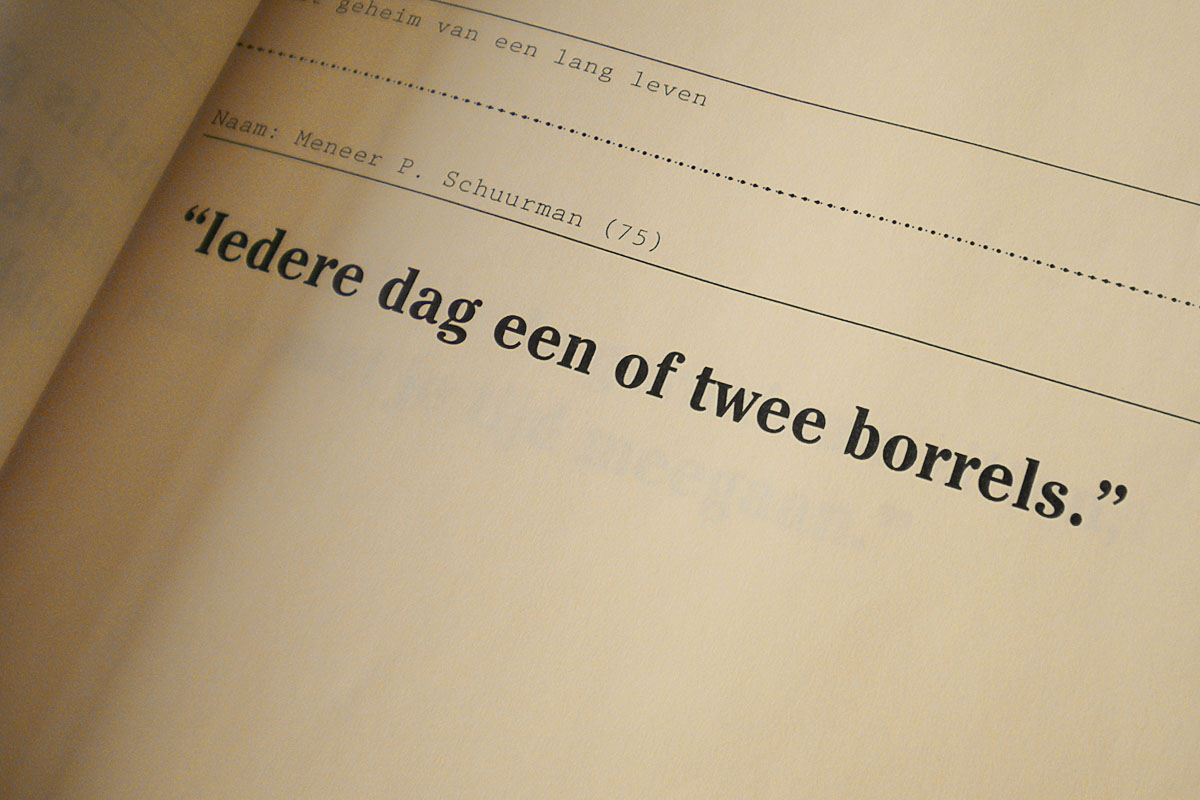 geheim van een lang leven
Naam: Meneer P. Schuurman (75)
“Iedere dag een of twee borrels.”